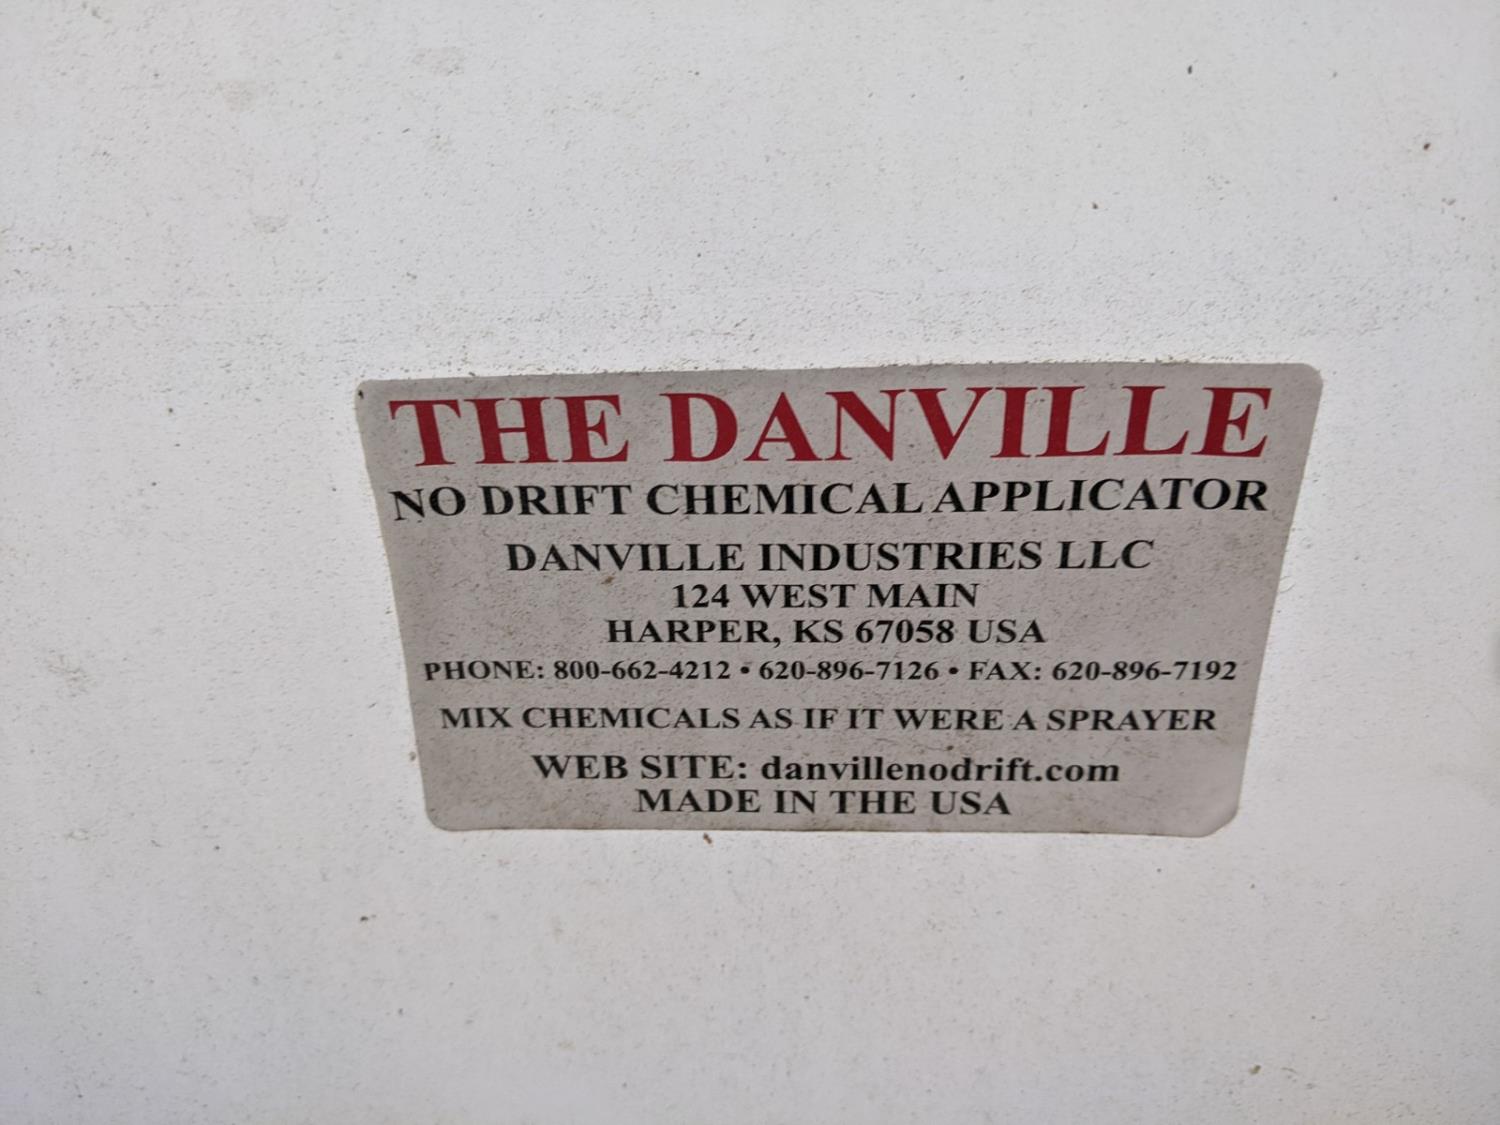 THE DANVILLE
NO DRIFT CHEMICAL APPLICATOR
DANVILLE INDUSTRIES LLC
124 WEST MAIN
HARPER, KS 67058 USA
PHONE: 800-662-4212 • 620-896-7126 • FAX: 620-896-7192
MIX CHEMICALS AS IF IT WERE A SPRAYER
WEB SITE: danvillenodrift.com
MADE IN THE USA